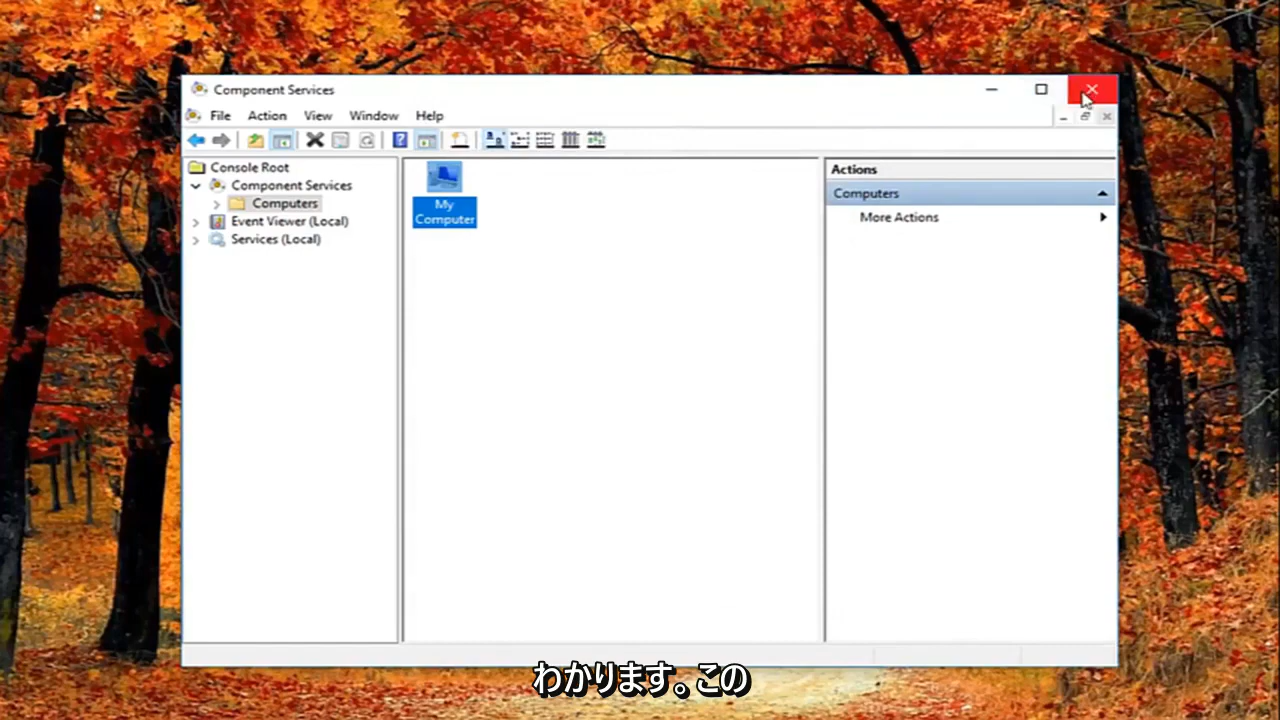 Component Services
File Action View Window Help
Console Root
Component Services
Computers
Event Viewer (Local)
Services (Local)
My
Computer
Actions
Computers
More Actions
わかります。この